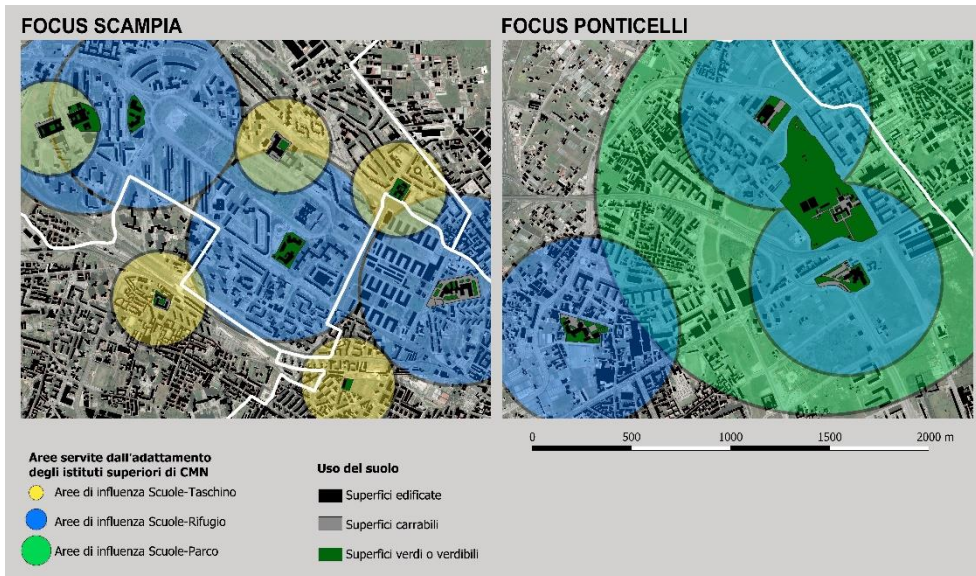 FOCUS SCAMPIA
FOCUS PONTICELLI
0 500 1000 1500 2000 m
Aree servite dall'adattamento
degli istituti superiori di CMN
Aree di influenza Scuole-Taschino
Aree di influenza Scuole-Rifugio
Aree di influenza Scuole-Parco
Uso del suolo
Superfici edificate
Superfici carrabili
Superfici verdi o verdibili